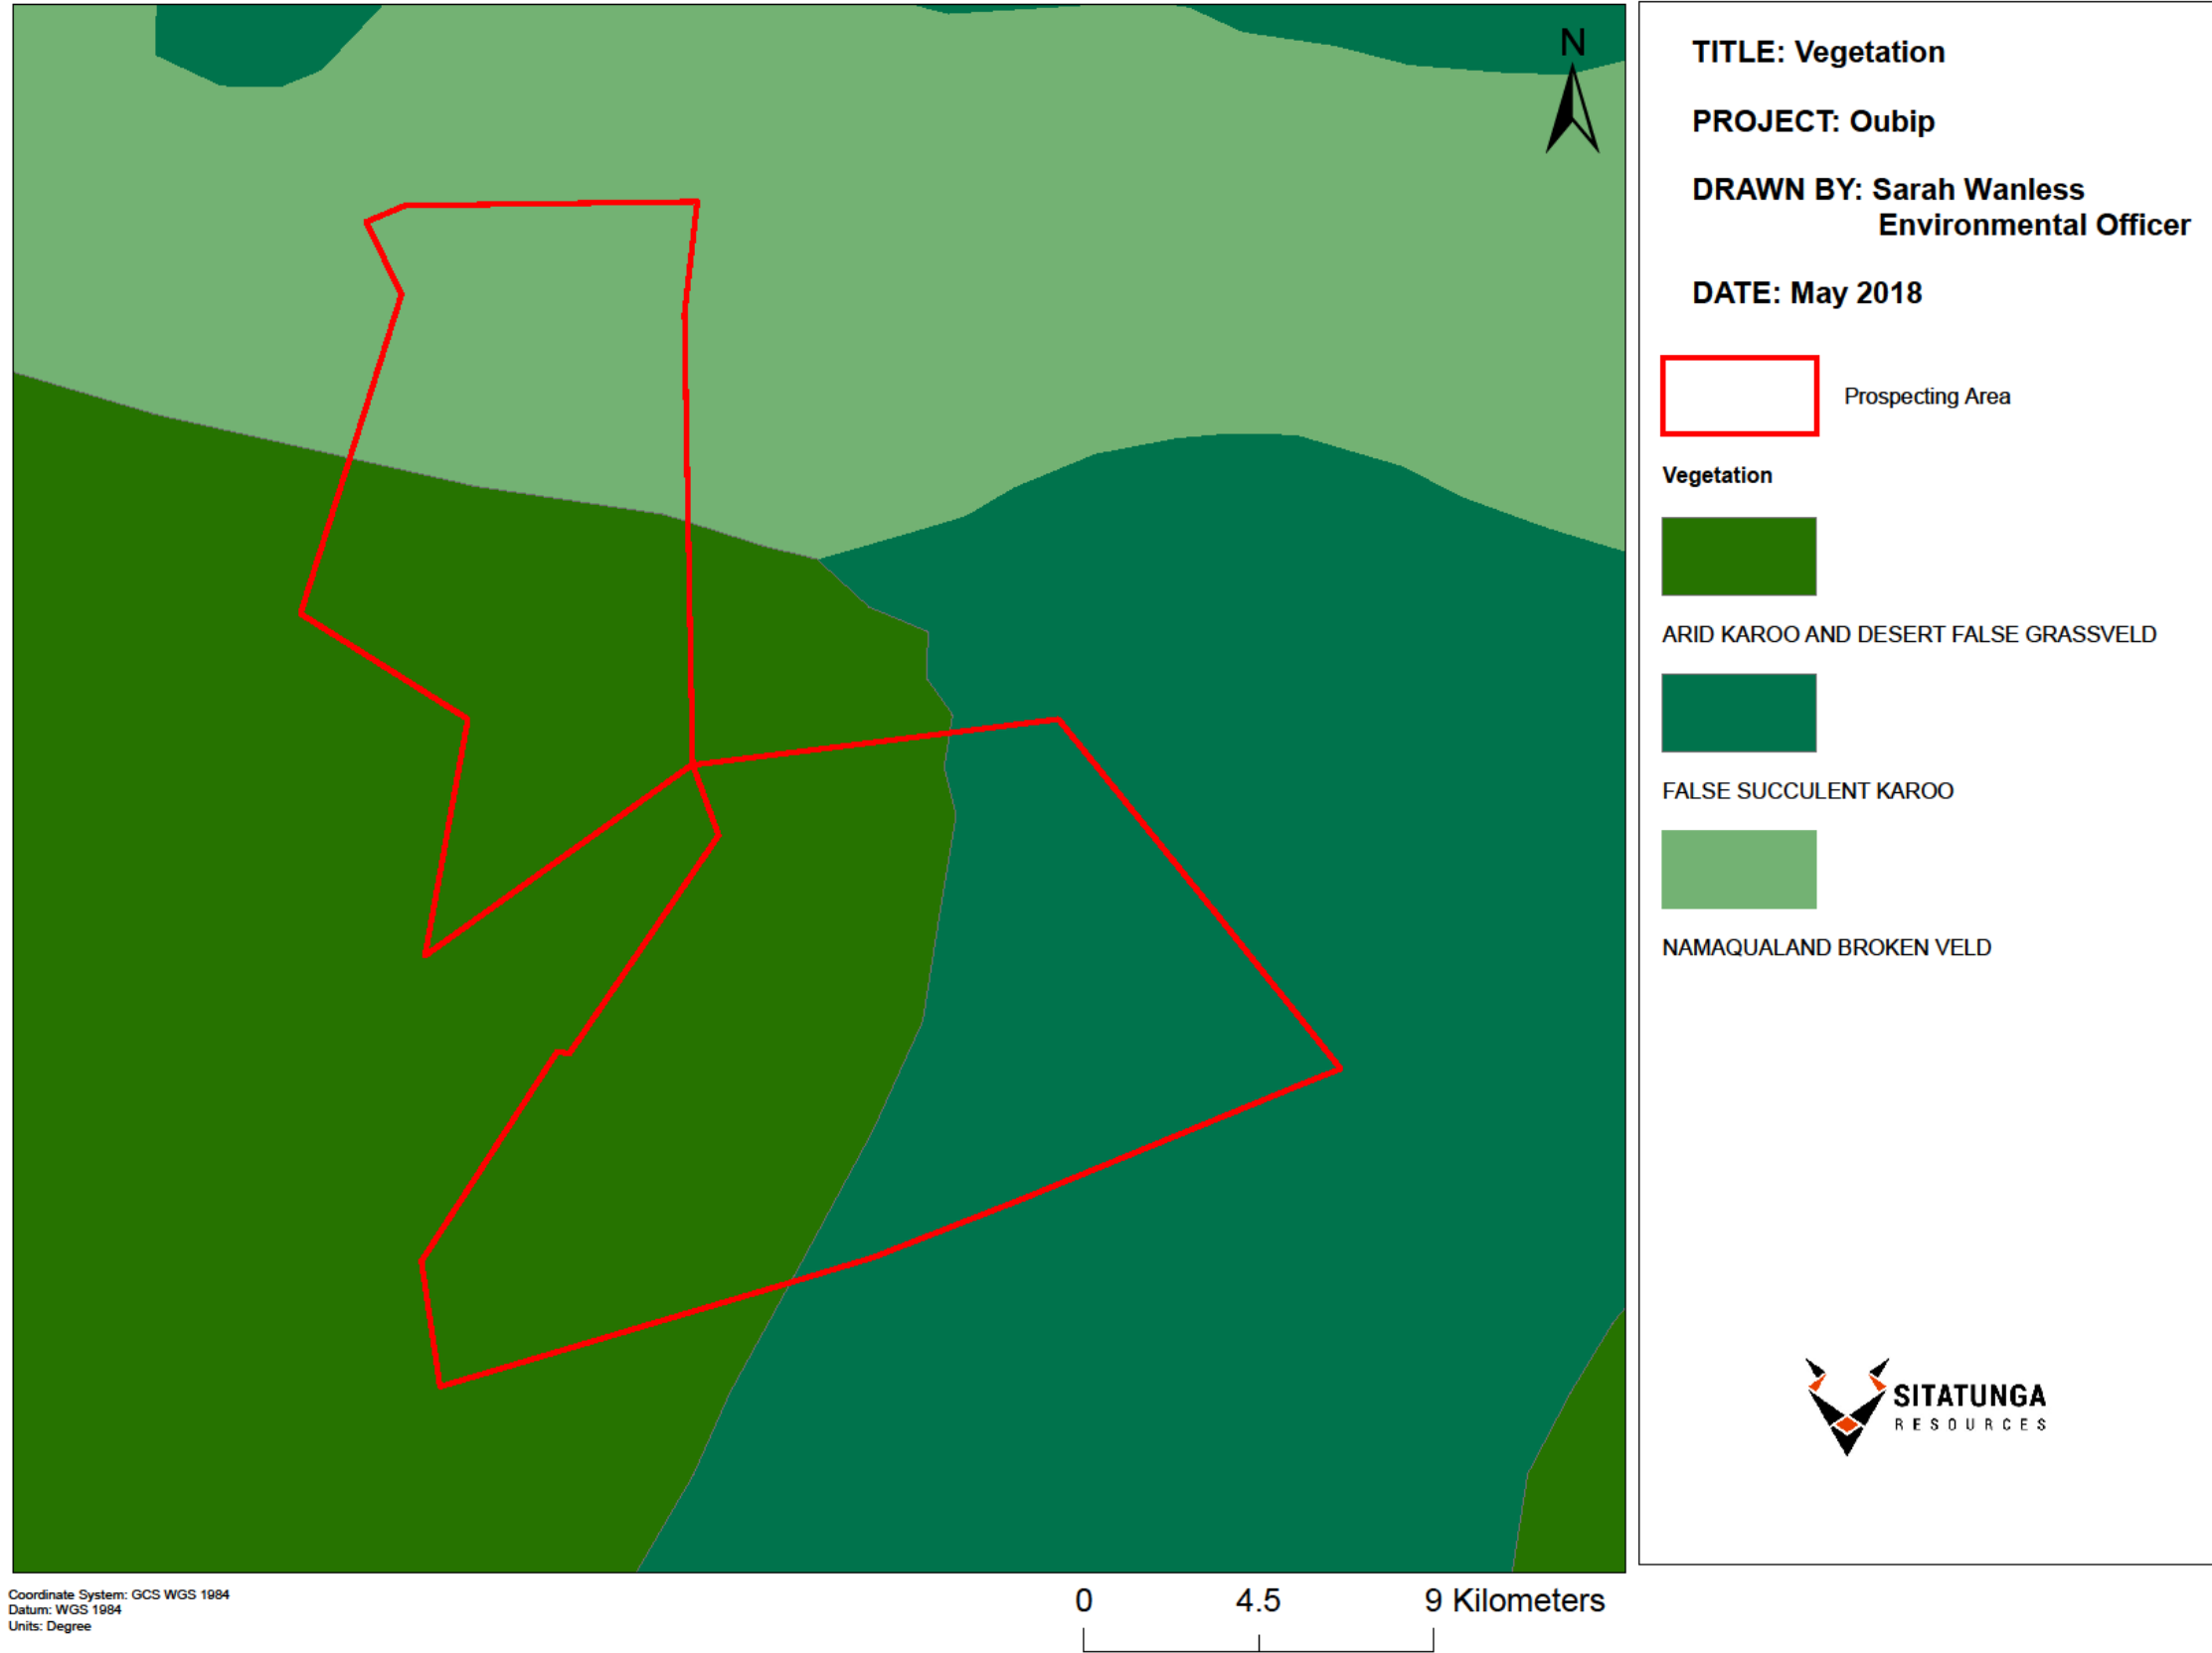 N
TITLE: Vegetation
PROJECT: Oubip
DRAWN BY: Sarah Wanless
Environmental Officer
DATE: May 2018
Prospecting Area
Vegetation
ARID KAROO AND DESERT FALSE GRASSVELD
FALSE SUCCULENT KAROO
NAMAQUALAND BROKEN VELD
SITATUNGA
RESOURCES
Coordinate System: GCS WGS 1984
Datum: WGS 1984
Units: Degree
0 4.5 9 Kilometers